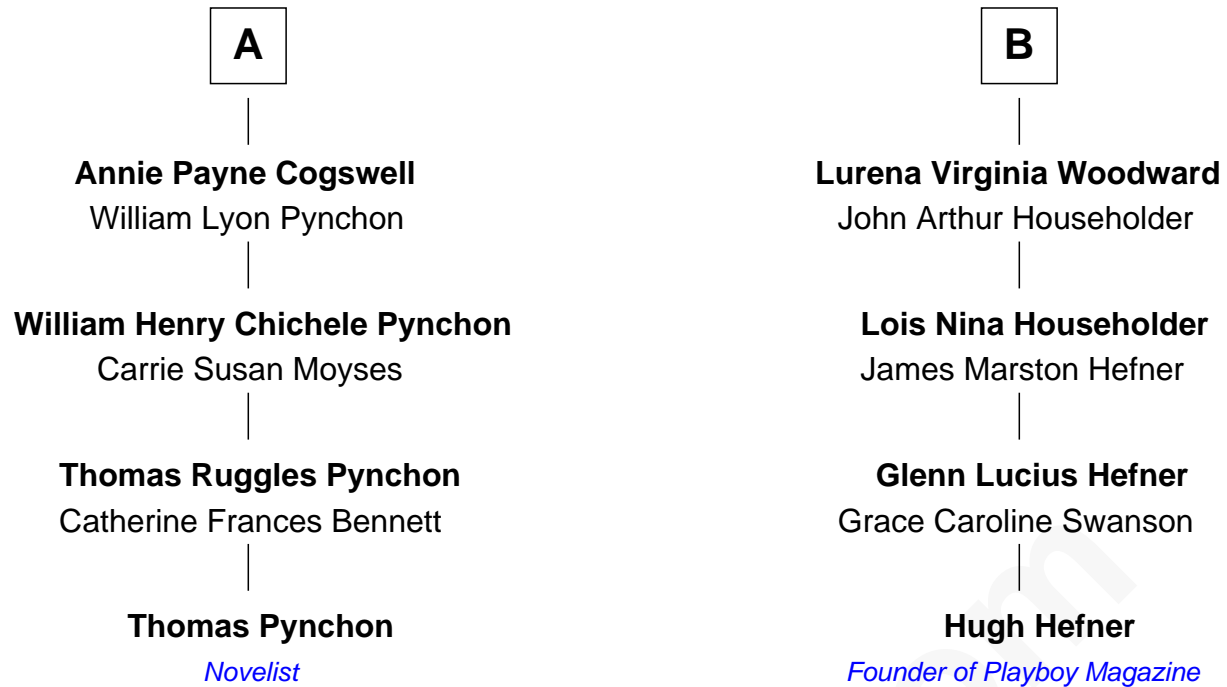 A
Annie Payne Cogswell
William Lyon Pynchon
William Henry Chichele Pynchon
Carrie Susan Moyses
Thomas Ruggles Pynchon
Catherine Frances Bennett
Thomas Pynchon
Novelist
B
Lurena Virginia Woodward
John Arthur Householder
Lois Nina Householder
James Marston Hefner
Glenn Lucius Hefner
Grace Caroline Swanson
Hugh Hefner
Founder of Playboy Magazine